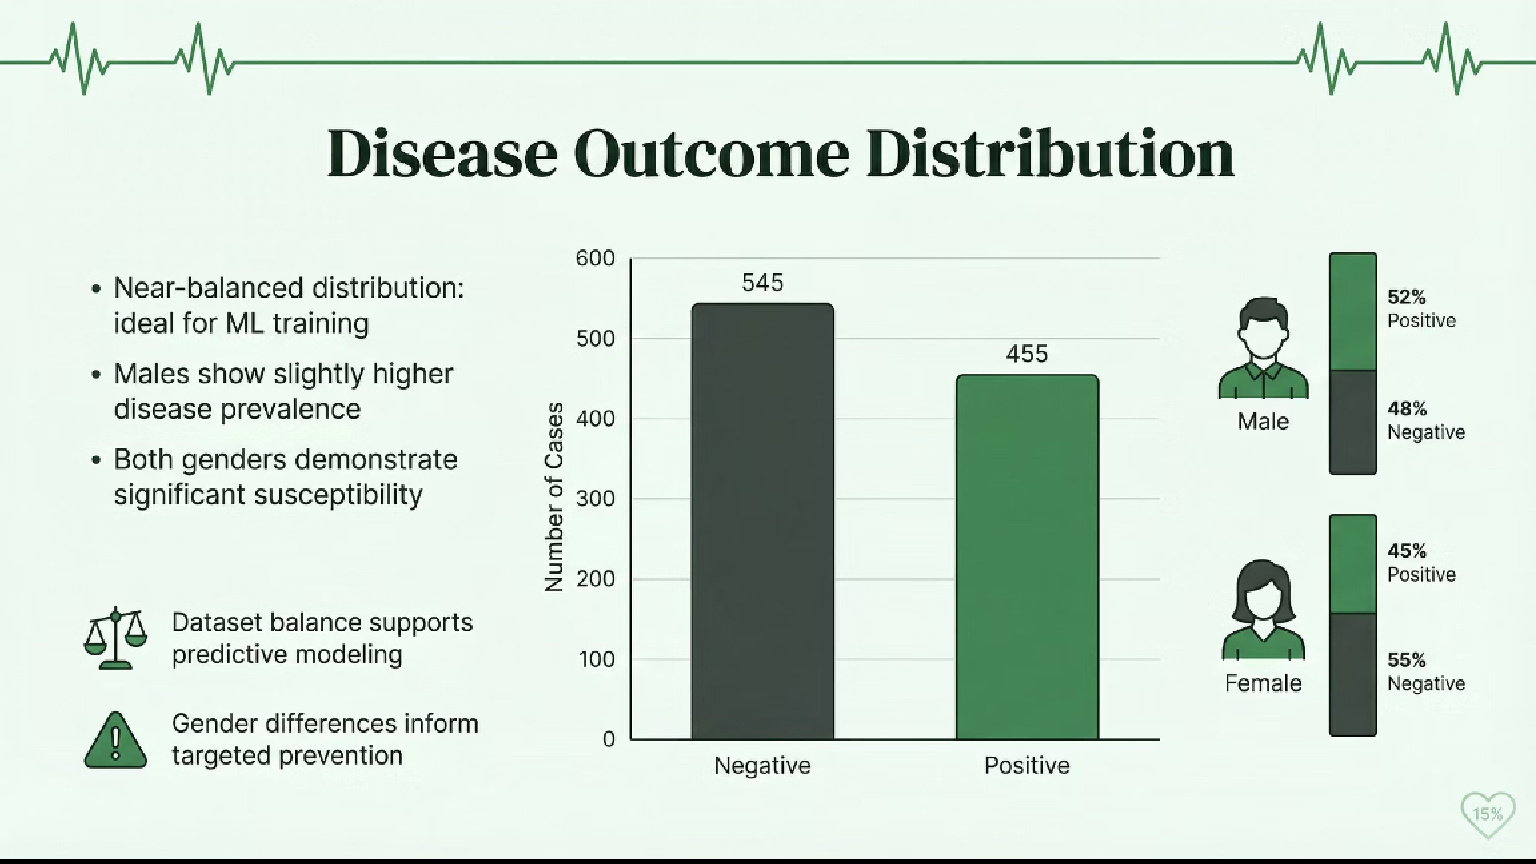 Disease Outcome Distribution
• Near-balanced distribution:
ideal for ML training
• Males show slightly higher
disease prevalence
• Both genders demonstrate
significant susceptibility
Dataset balance supports
predictive modeling
Gender differences inform
targeted prevention
Number of Cases
600
500
400
300
200
100
0
545
455
Negative
Positive
Male
52%
Positive
48%
Negative
Female
45%
Positive
55%
Negative
15%